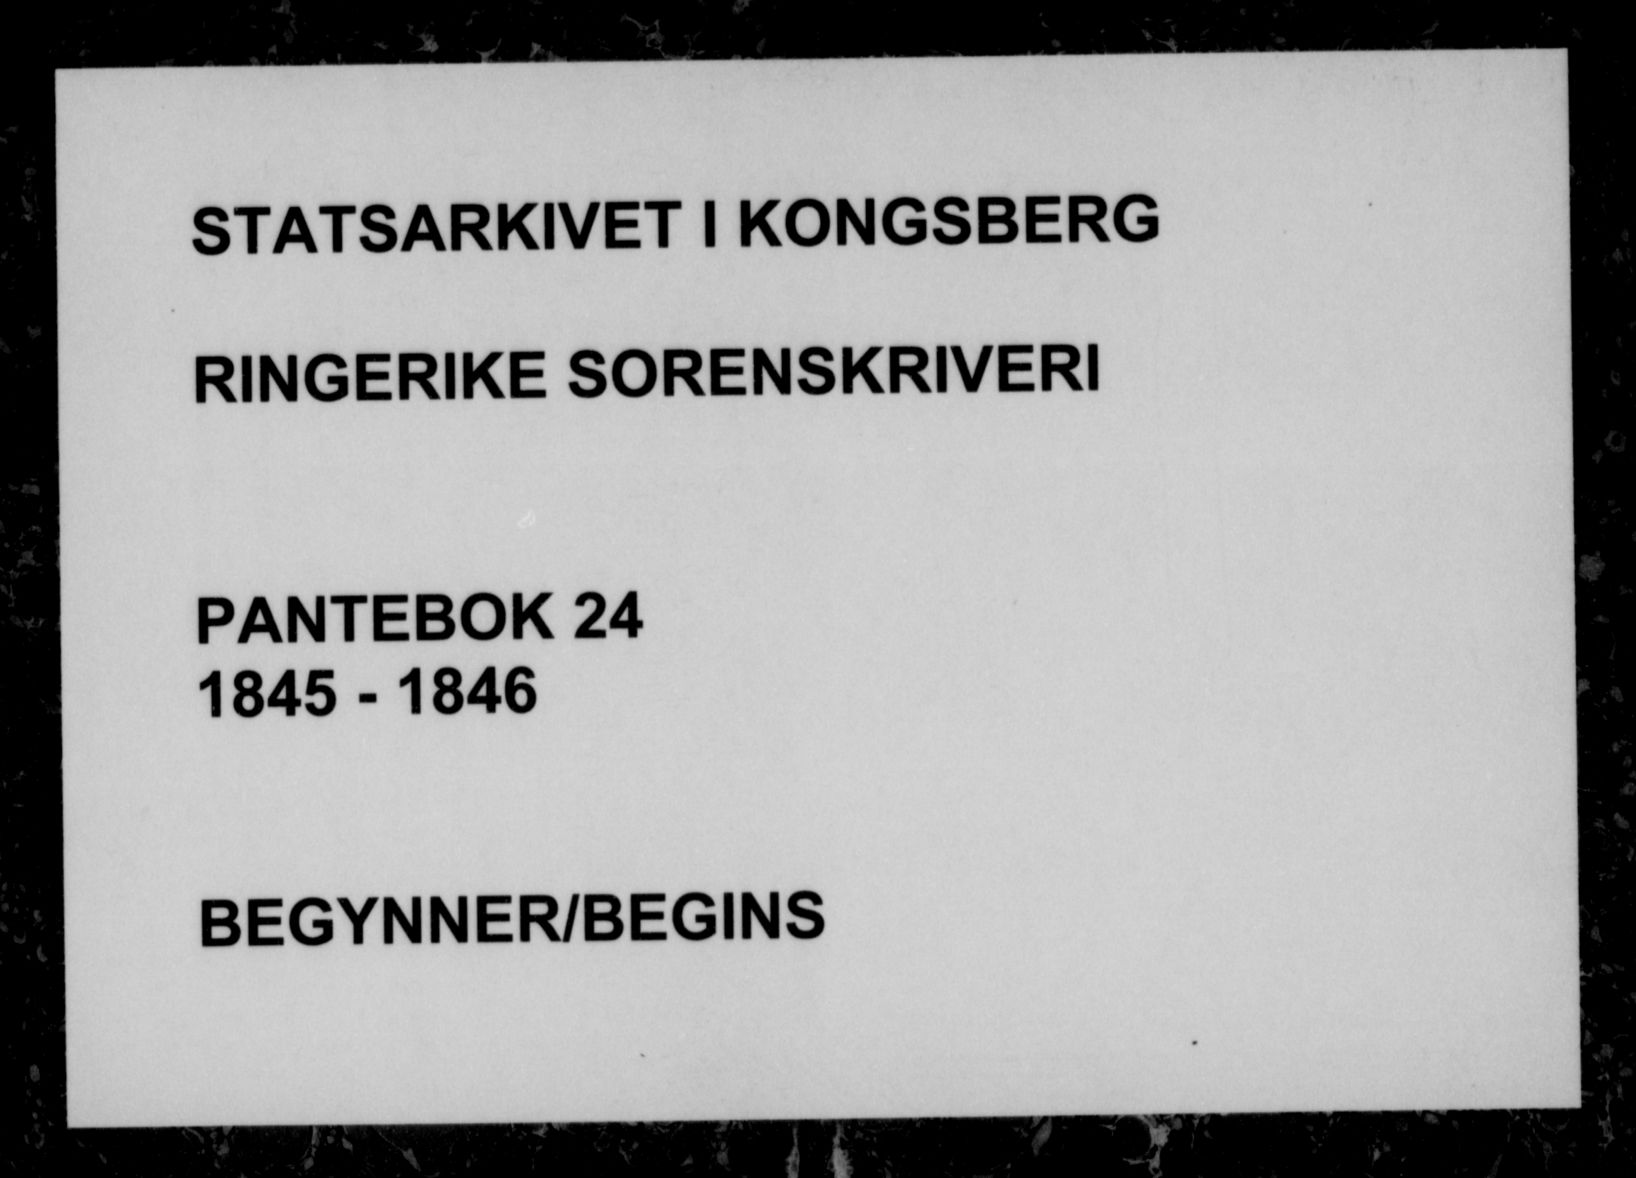 STATSARKIVET I KONGSBERG
RINGERIKE SORENSKRIVERI
PANTEBOK 24
1845 - 1846
BEGYNNER/BEGINS